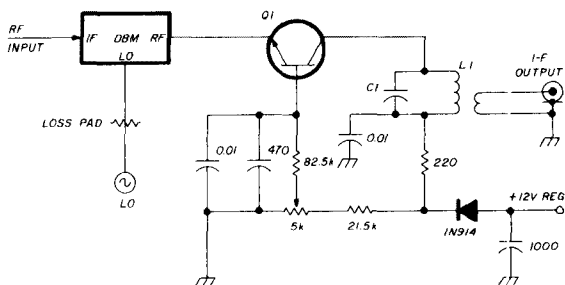 Q1
RF
INPUT
IF DBM RF
LO
LOSS PAD
LO
C1
L1
I-F
OUTPUT
0.01
0.01
470
82.5k
220
5k
21.5k
1N914
+12V REG
1000